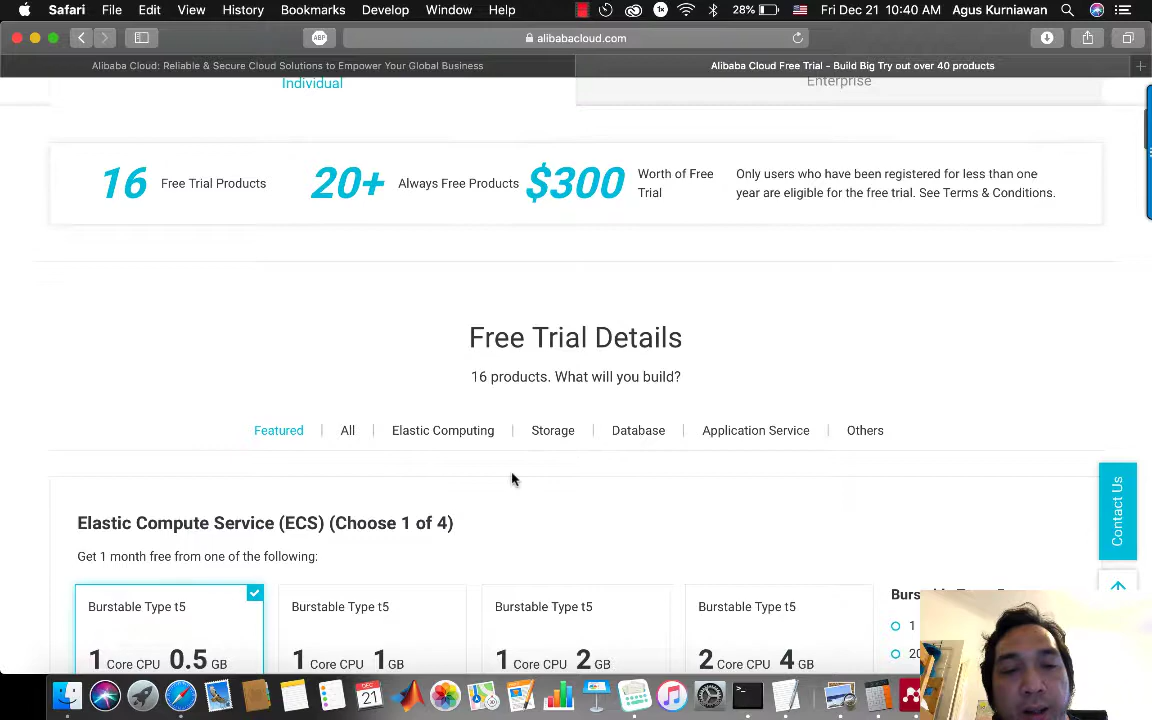 Safari File Edit View History Bookmarks Develop Window Help 1x 28% Fri Dec 21 10:40 AM Agus Kurniawan
ABP alibabacloud.com
Alibaba Cloud: Reliable & Secure Cloud Solutions to Empower Your Global Business
Alibaba Cloud Free Trial - Build Big Try out over 40 products
Individual
Enterprise
16 Free Trial Products
20+ Always Free Products
$300 Worth of Free
Trial
Only users who have been registered for less than one
year are eligible for the free trial. See Terms & Conditions.
Free Trial Details
16 products. What will you build?
Featured | All | Elastic Computing | Storage | Database | Application Service | Others
Contact Us
Elastic Compute Service (ECS) (Choose 1 of 4)
Get 1 month free from one of the following:
Burstable Type t5
1 Core CPU 0.5 GB
Burstable Type t5
1 Core CPU 1GB
Burstable Type t5
1 Core CPU 2 GB
Burstable Type t5
2 Core CPU 4 GB
1
DEC
21